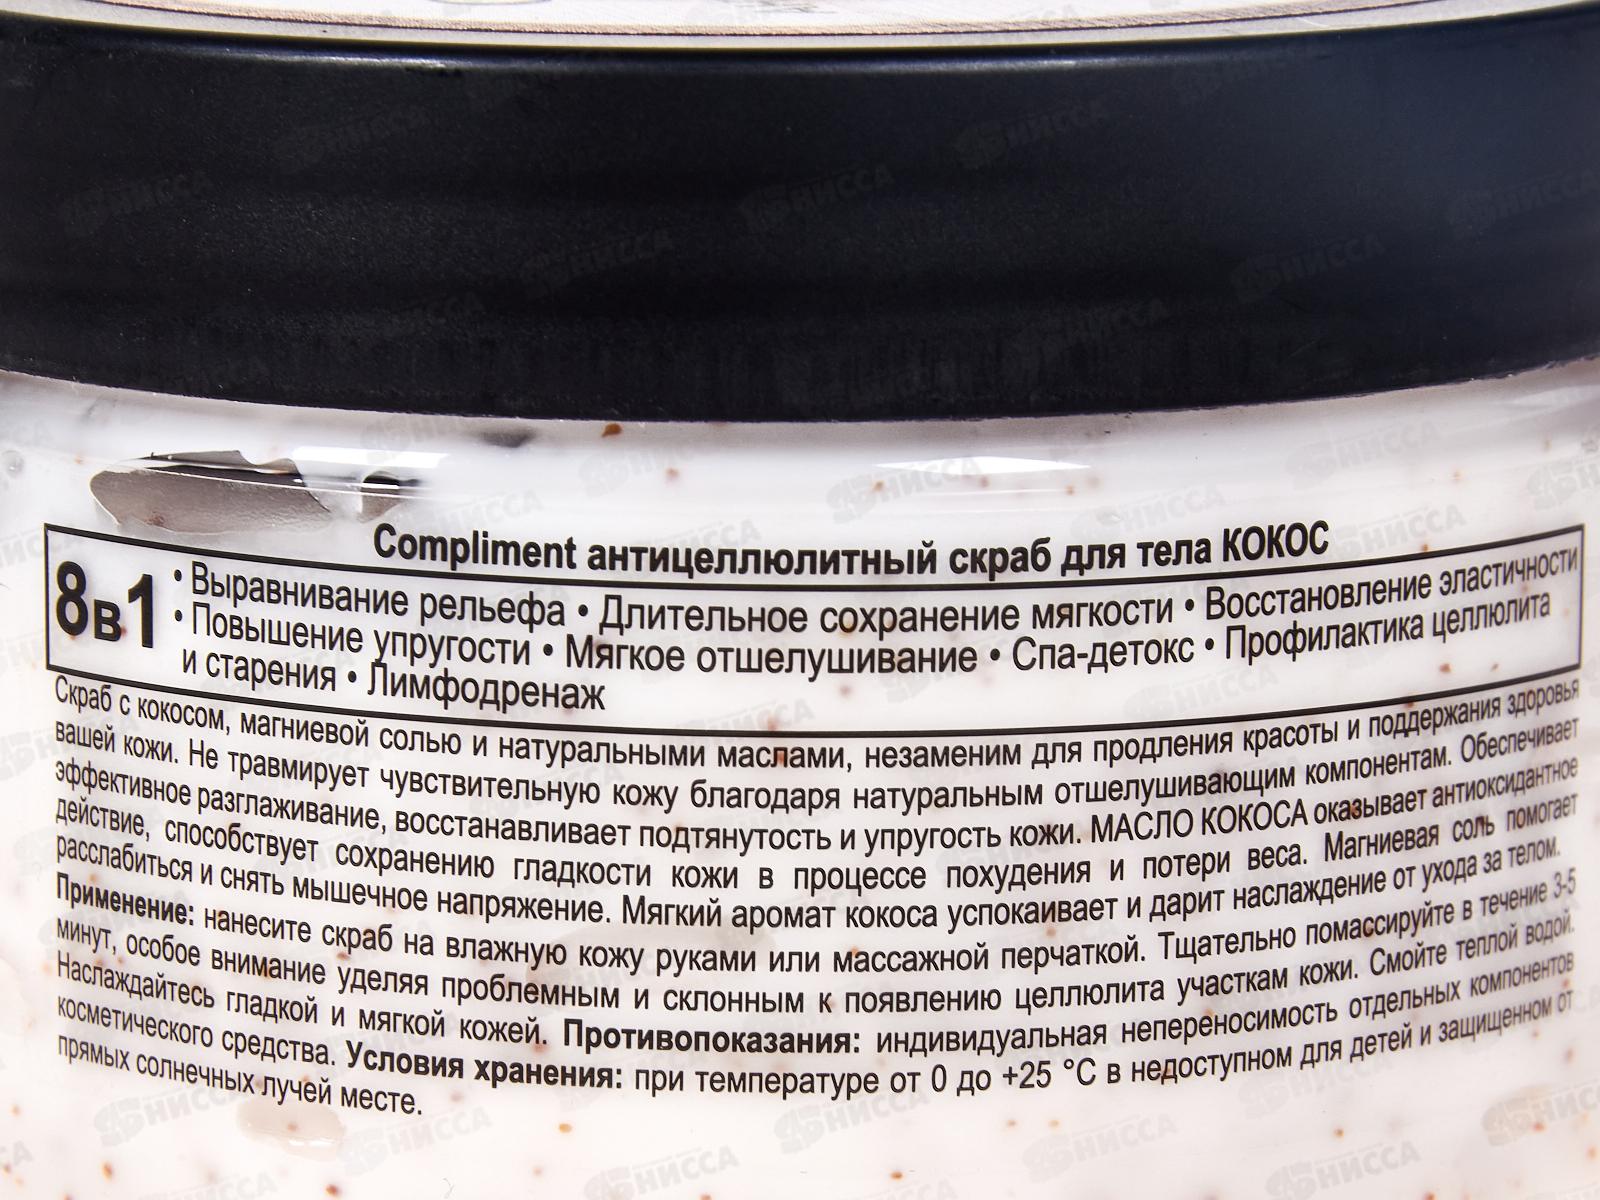 Compliment антицеллюлитный скраб для тела КОКОС
8в1
• Выравнивание рельефа • Длительное сохранение мягкости • Восстановление эластичности
• Повышение упругости • Мягкое отшелушивание • Спа-детокс • Профилактика целлюлита
и старения • Лимфодренаж
Скраб с кокосом, магниевой солью и натуральными маслами, незаменим для продления красоты и поддержания здоровья
вашей кожи. Не травмирует чувствительную кожу благодаря натуральным отшелушивающим компонентам. Обеспечивает
эффективное разглаживание, восстанавливает подтянутость и упругость кожи. МАСЛО КОКОСА оказывает антиоксидантное
действие, способствует сохранению гладкости кожи в процессе похудения и потери веса. Магниевая соль помогает
расслабиться и снять мышечное напряжение. Мягкий аромат кокоса успокаивает и дарит наслаждение от ухода за телом.
Применение: нанесите скраб на влажную кожу руками или массажной перчаткой. Тщательно помассируйте в течение 3-5
минут, особое внимание уделяя проблемным и склонным к появлению целлюлита участкам кожи. Смойте теплой водой.
Наслаждайтесь гладкой и мягкой кожей. Противопоказания: индивидуальная непереносимость отдельных компонентов
косметического средства. Условия хранения: при температуре от 0 до +25 °С в недоступном для детей и защищенном от
прямых солнечных лучей месте.
НИССА